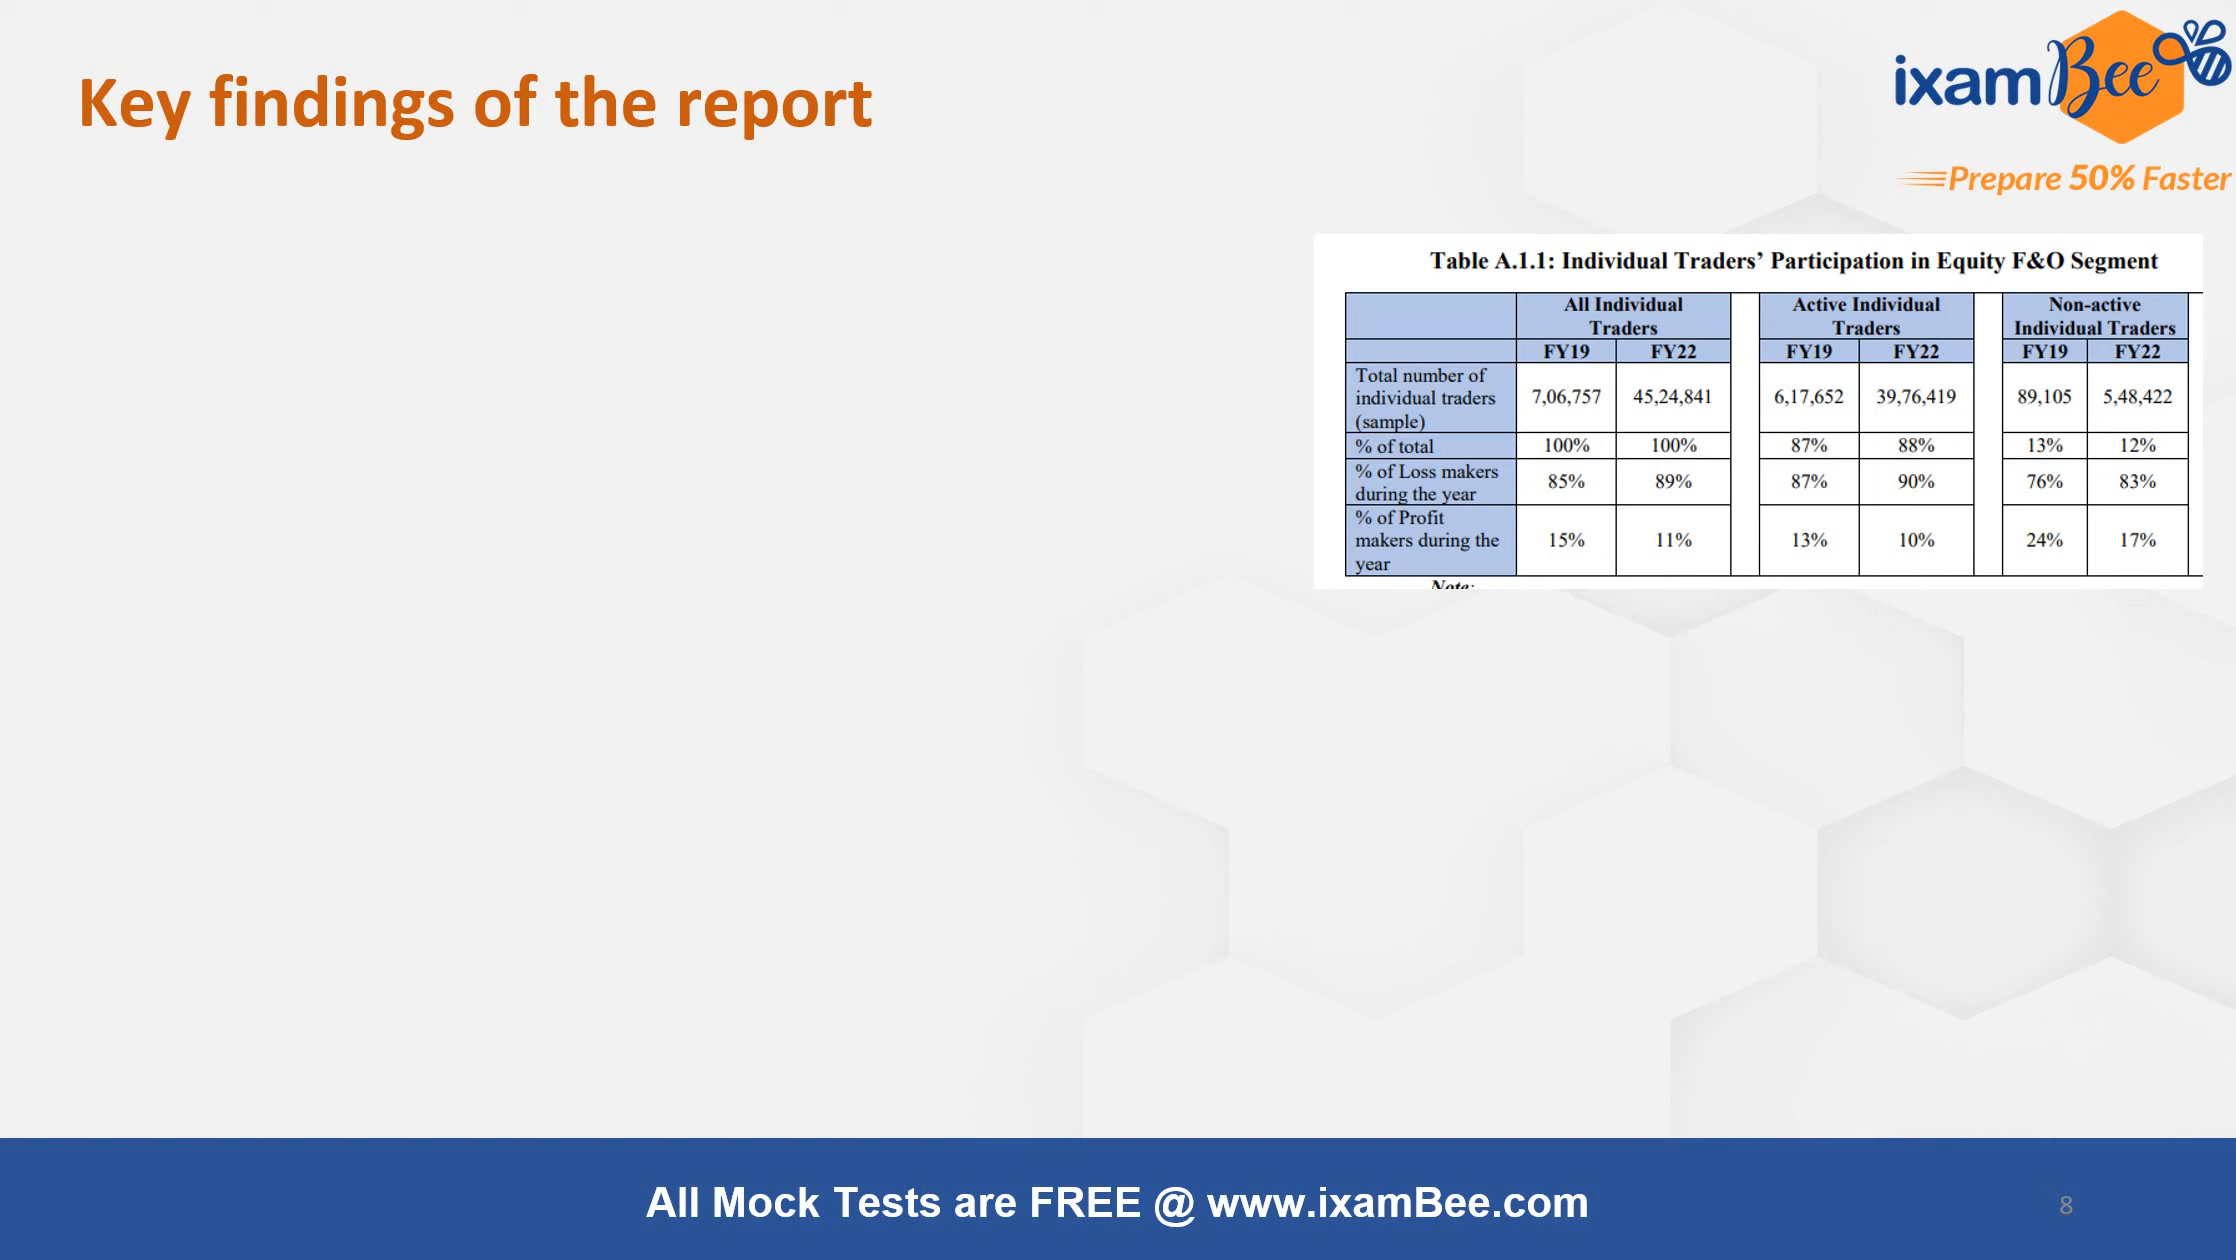 Key findings of the report
ixamBee
Prepare 50% Faster
Table A.1.1: Individual Traders’ Participation in Equity F&O Segment
All Individual Traders Active Individual Traders Non-active Individual Traders
FY19 FY22 FY19 FY22 FY19 FY22
Total number of individual traders (sample) 7,06,757 45,24,841 6,17,652 39,76,419 89,105 5,48,422
% of total 100% 100% 87% 88% 13% 12%
% of Loss makers during the year 85% 89% 87% 90% 76% 83%
% of Profit makers during the year 15% 11% 13% 10% 24% 17%
Note:
All Mock Tests are FREE @ www.ixamBee.com
8